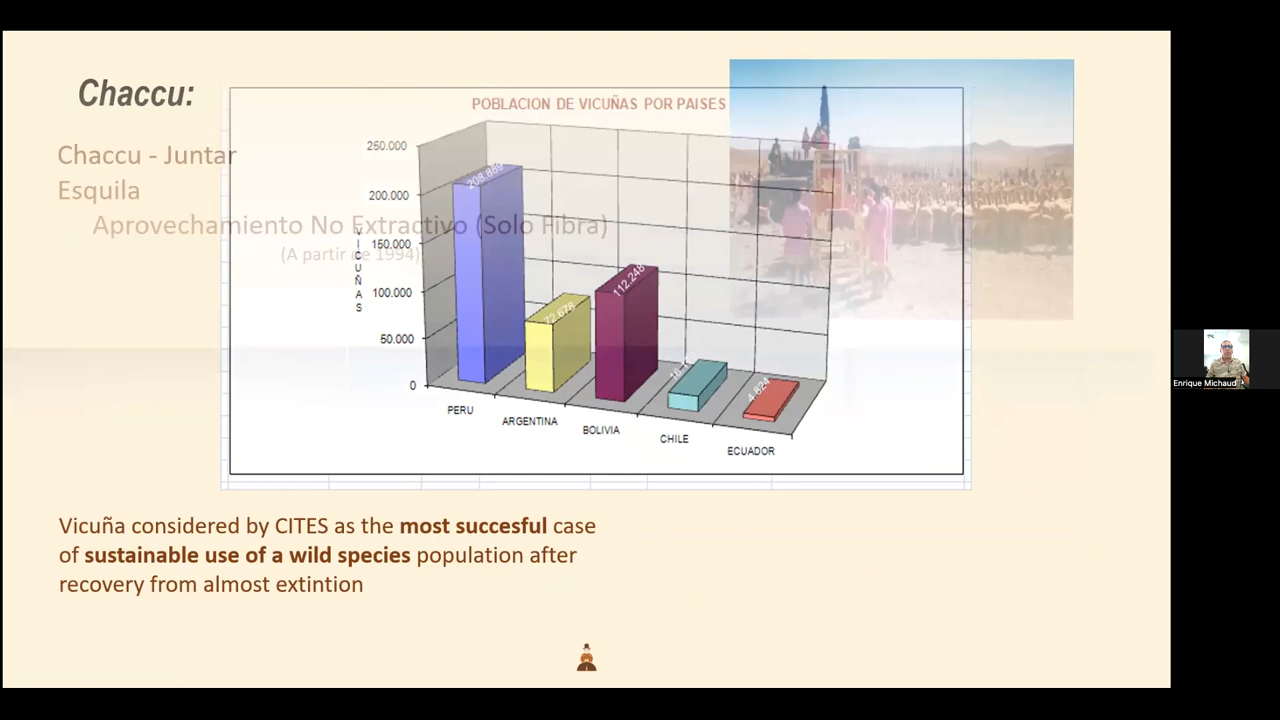 Chaccu:
POBLACION DE VICUÑAS POR PAISES
Chaccu - Juntar
Esquila
Aprovechamiento No Extractivo (Solo Fibra)
(A partir de 1994)
250.000
200.000
150.000
100.000
50.000
0
VICUÑAS
72.678
112.248
4.824
PERU
ARGENTINA
BOLIVIA
CHILE
ECUADOR
Vicuña considered by CITES as the most succesful case
of sustainable use of a wild species population after
recovery from almost extintion
Enrique Michaud